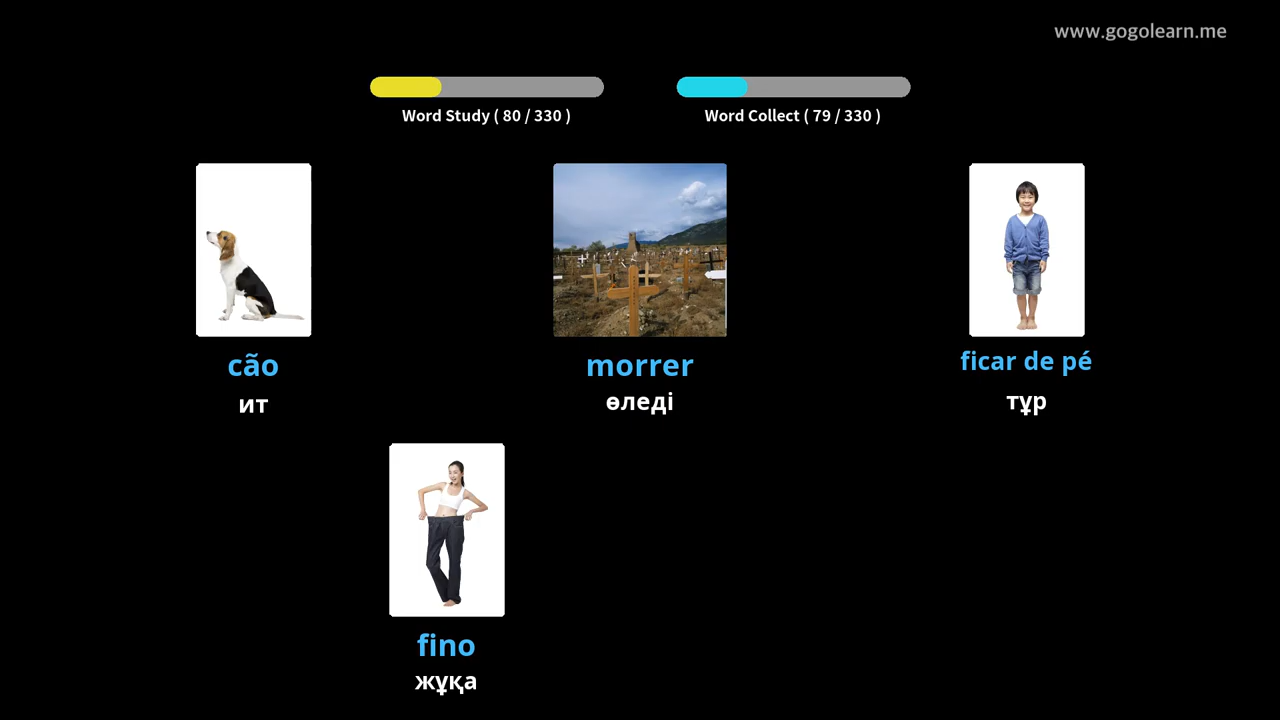 www.gogolearn.me
Word Study ( 80 / 330 )
Word Collect ( 79 / 330 )
cão
ит
morrer
өледі
ficar de pé
тұр
fino
жұқа